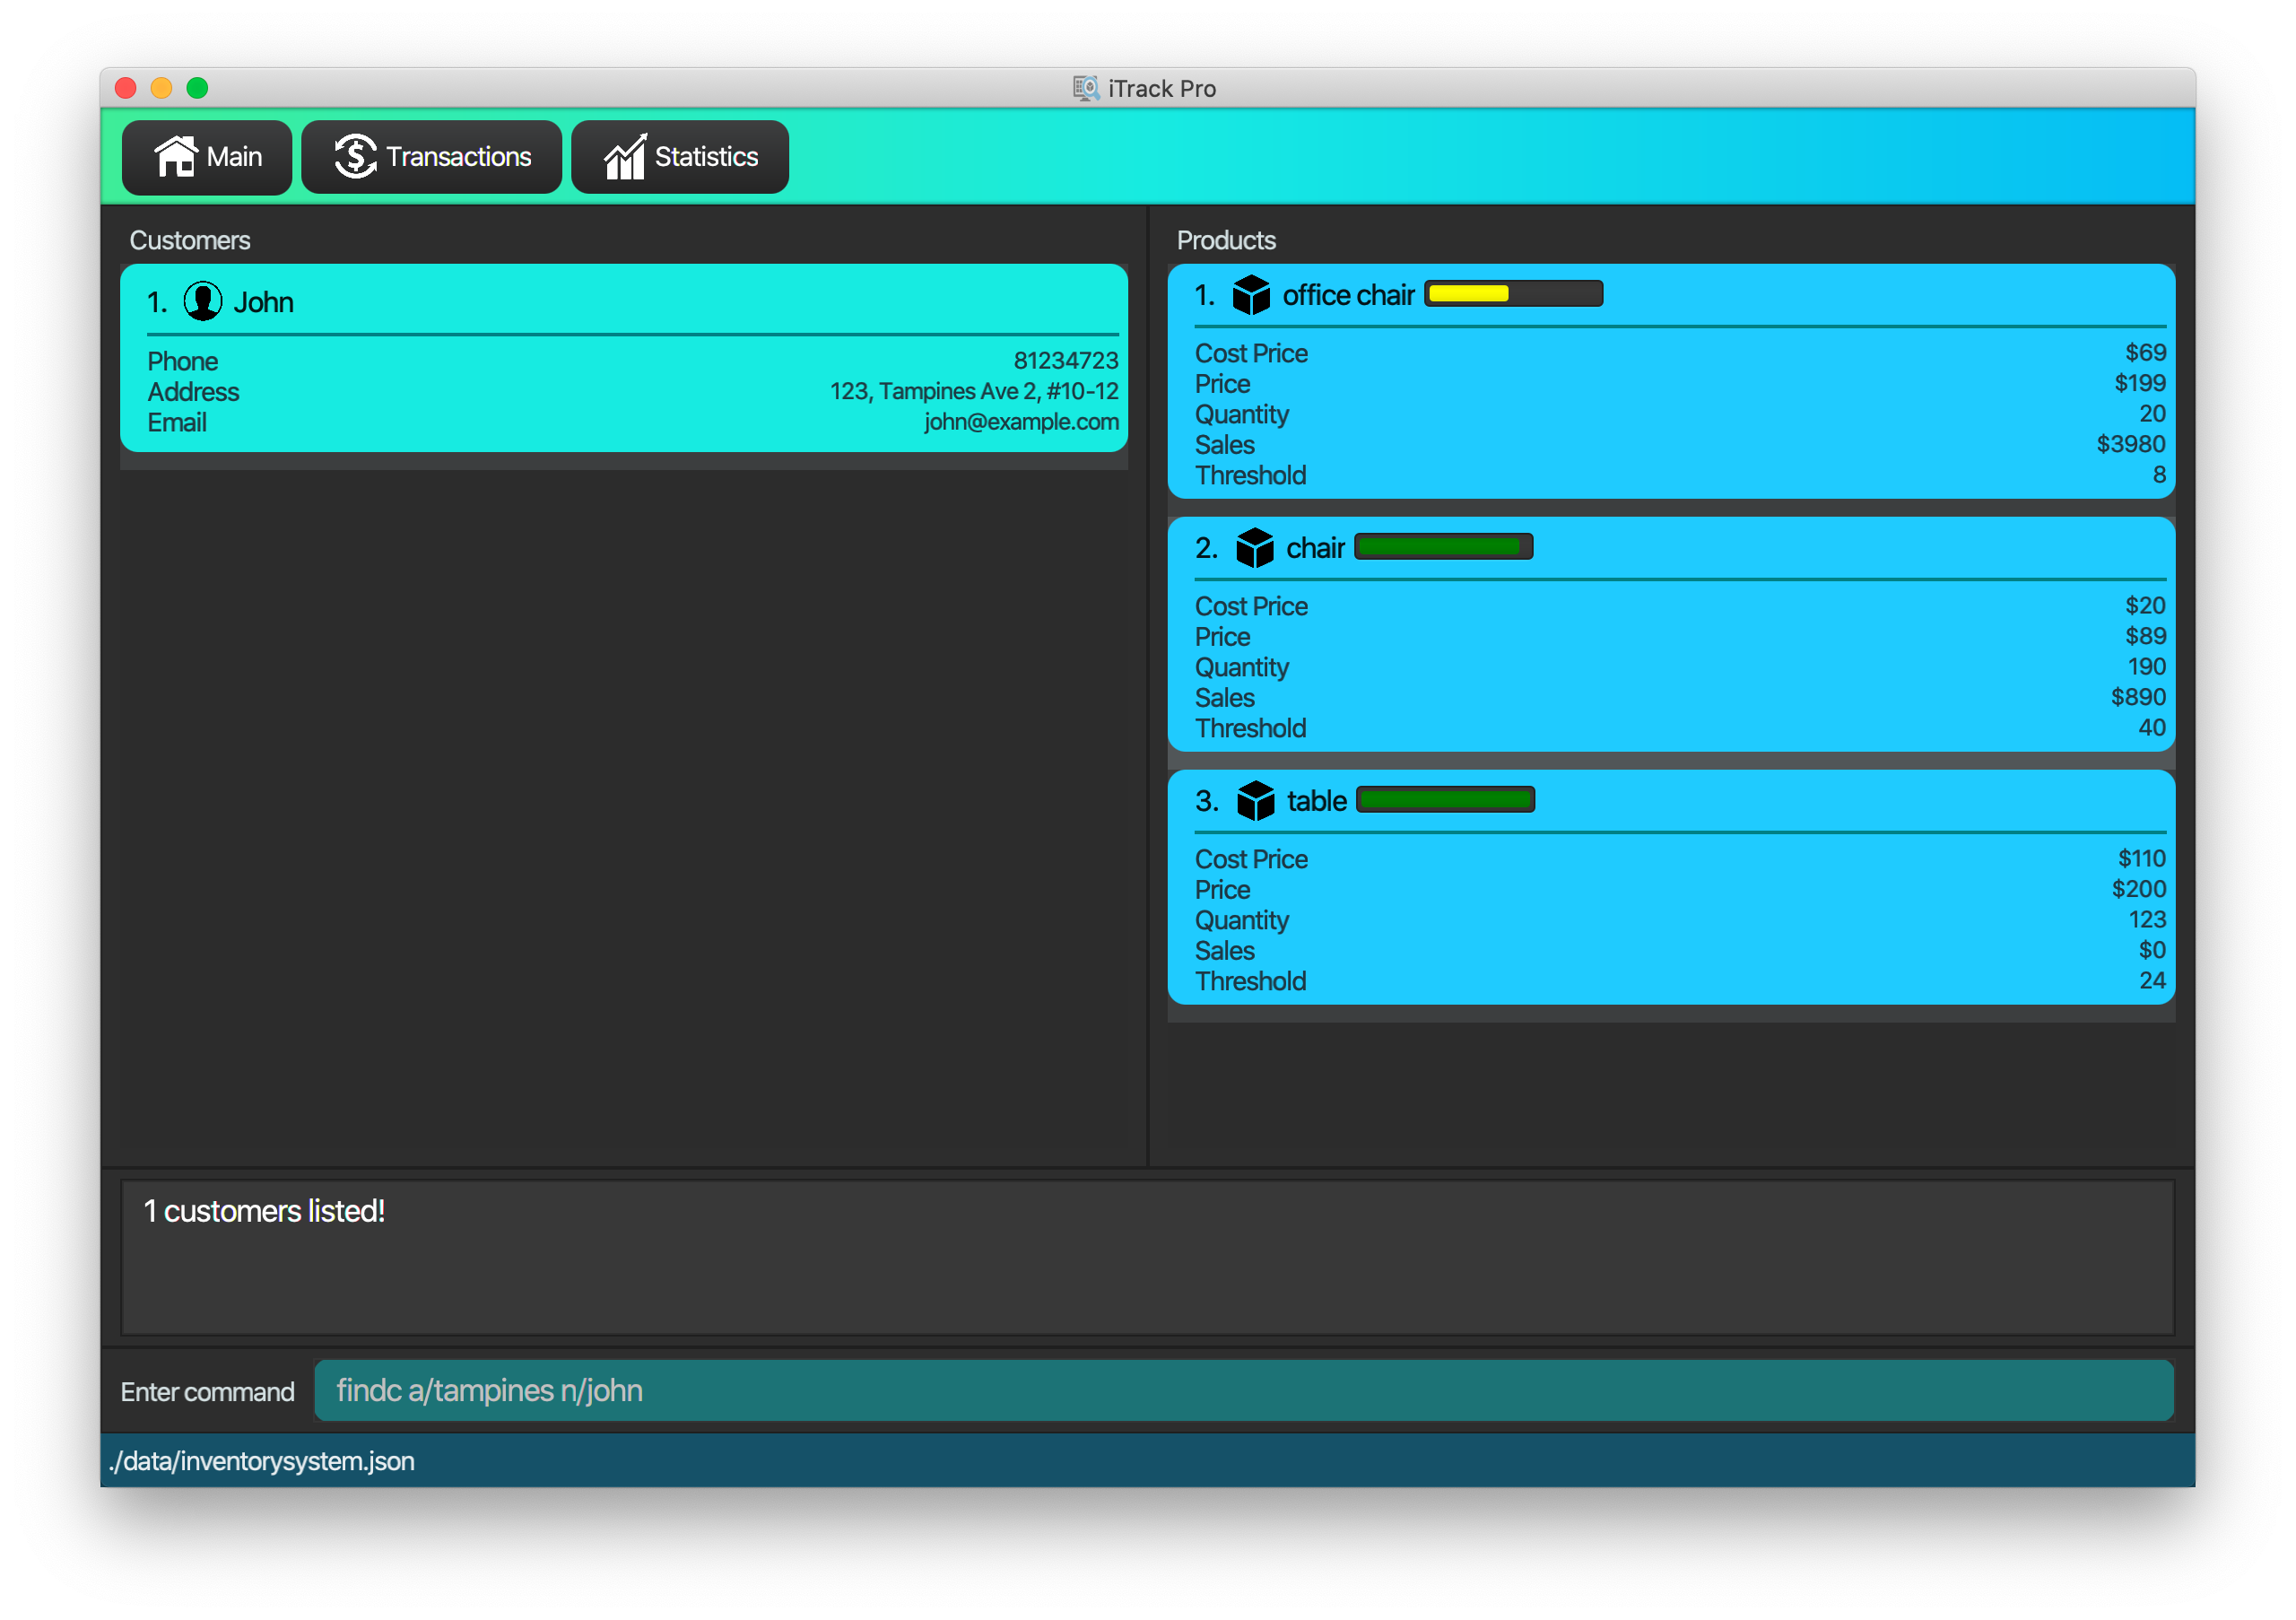 iTrack Pro
Main Transactions Statistics
Customers
1. John
Phone 81234723
Address 123, Tampines Ave 2, #10-12
Email john@example.com
Products
1. office chair
Cost Price $69
Price $199
Quantity 20
Sales $3980
Threshold 8
2. chair
Cost Price $20
Price $89
Quantity 190
Sales $890
Threshold 40
3. table
Cost Price $110
Price $200
Quantity 123
Sales $0
Threshold 24
1 customers listed!
Enter command findc a/tampines n/john
./data/inventorysystem.json